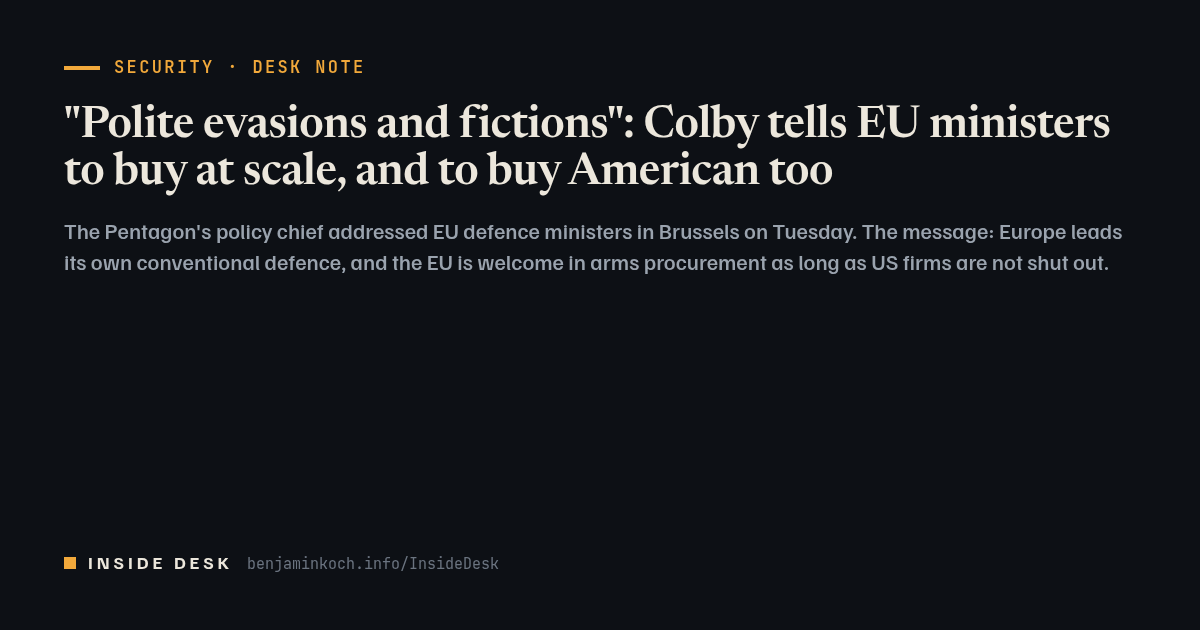 SECURITY · DESK NOTE
"Polite evasions and fictions": Colby tells EU ministers
to buy at scale, and to buy American too
The Pentagon's policy chief addressed EU defence ministers in Brussels on Tuesday. The message: Europe leads
its own conventional defence, and the EU is welcome in arms procurement as long as US firms are not shut out.
INSIDE DESK benjaminkoch.info/InsideDesk